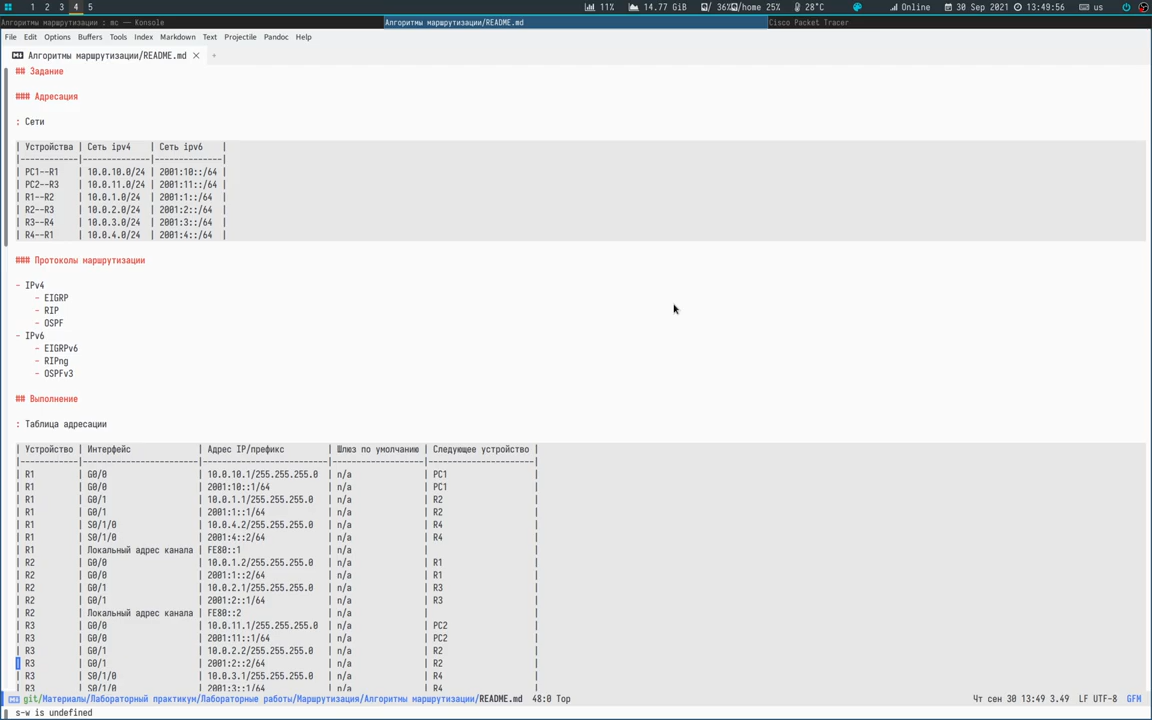 1 2 3 4 5 11% 14.77 GiB / 36% /home 25% 28°C Online 30 Sep 2021 13:49:56 us
Алгоритмы маршрутизации : mc — Konsole Алгоритмы маршрутизации/README.md Cisco Packet Tracer
File Edit Options Buffers Tools Index Markdown Text Projectile Pandoc Help
Алгоритмы маршрутизации/README.md × +
## Задание
### Адресация
: Сети
| Устройства | Сеть ipv4 | Сеть ipv6 |
|------------|--------------|--------------|
| PC1--R1 | 10.0.10.0/24 | 2001:10::/64 |
| PC2--R3 | 10.0.11.0/24 | 2001:11::/64 |
| R1--R2 | 10.0.1.0/24 | 2001:1::/64 |
| R2--R3 | 10.0.2.0/24 | 2001:2::/64 |
| R3--R4 | 10.0.3.0/24 | 2001:3::/64 |
| R4--R1 | 10.0.4.0/24 | 2001:4::/64 |
### Протоколы маршрутизации
- IPv4
- EIGRP
- RIP
- OSPF
- IPv6
- EIGRPv6
- RIPng
- OSPFv3
## Выполнение
: Таблица адресации
| Устройство | Интерфейс | Адрес IP/префикс | Шлюз по умолчанию | Следующее устройство |
|------------|------------------------|-------------------------|-------------------|----------------------|
| R1 | G0/0 | 10.0.10.1/255.255.255.0 | n/a | PC1 |
| R1 | G0/0 | 2001:10::1/64 | n/a | PC1 |
| R1 | G0/1 | 10.0.1.1/255.255.255.0 | n/a | R2 |
| R1 | G0/1 | 2001:1::1/64 | n/a | R2 |
| R1 | S0/1/0 | 10.0.4.2/255.255.255.0 | n/a | R4 |
| R1 | S0/1/0 | 2001:4::2/64 | n/a | R4 |
| R1 | Локальный адрес канала | FE80::1 | n/a | |
| R2 | G0/0 | 10.0.1.2/255.255.255.0 | n/a | R1 |
| R2 | G0/0 | 2001:1::2/64 | n/a | R1 |
| R2 | G0/1 | 10.0.2.1/255.255.255.0 | n/a | R3 |
| R2 | G0/1 | 2001:2::1/64 | n/a | R3 |
| R2 | Локальный адрес канала | FE80::2 | n/a | |
| R3 | G0/0 | 10.0.11.1/255.255.255.0 | n/a | PC2 |
| R3 | G0/0 | 2001:11::1/64 | n/a | PC2 |
| R3 | G0/1 | 10.0.2.2/255.255.255.0 | n/a | R2 |
| R3 | G0/1 | 2001:2::2/64 | n/a | R2 |
| R3 | S0/1/0 | 10.0.3.1/255.255.255.0 | n/a | R4 |
| R3 | S0/1/0 | 2001:3::1/64 | n/a | R4 |
git/Материалы/Лабораторный практикум/Лабораторные работы/Маршрутизация/Алгоритмы маршрутизации/README.md 48:0 Top Чт сен 30 13:49 3.49 LF UTF-8 GFM
s-w is undefined